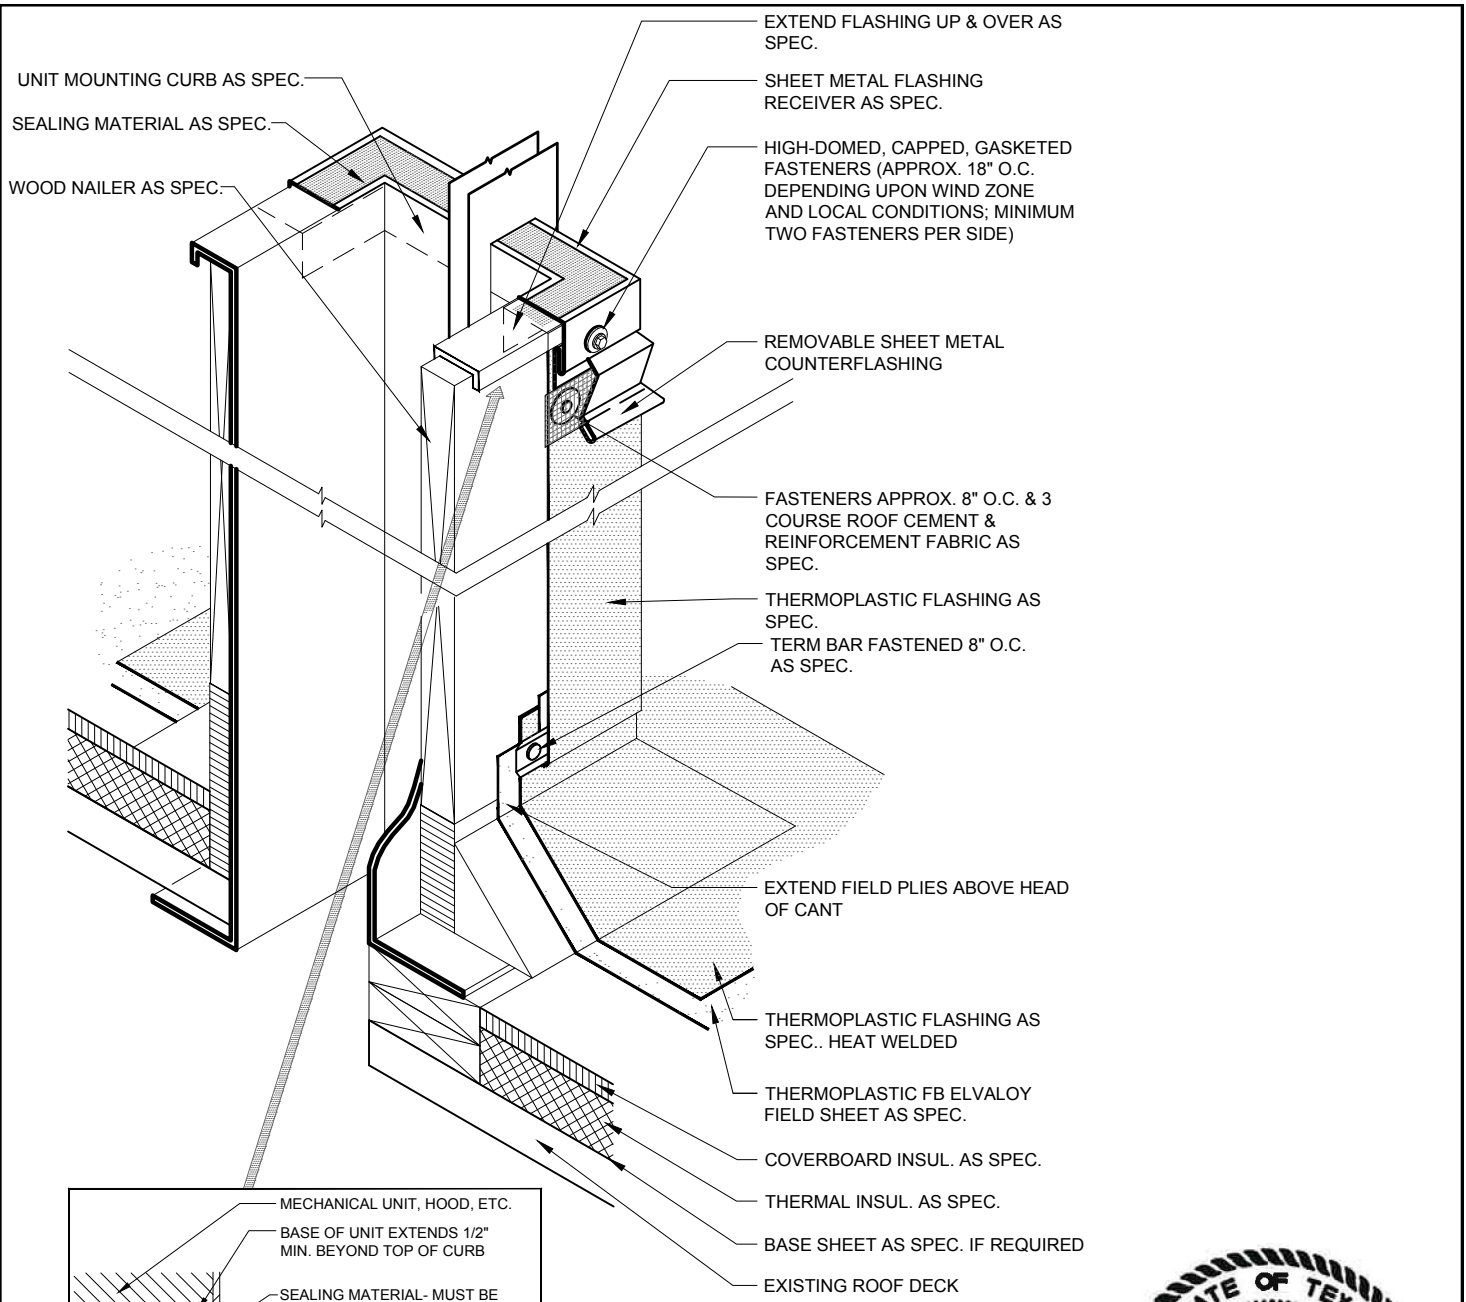 UNIT MOUNTING CURB AS SPEC.
SEALING MATERIAL AS SPEC.
WOOD NAILER AS SPEC.
EXTEND FLASHING UP & OVER AS
SPEC.
SHEET METAL FLASHING
RECEIVER AS SPEC.
HIGH-DOMED, CAPPED, GASKETED
FASTENERS (APPROX. 18" O.C.
DEPENDING UPON WIND ZONE
AND LOCAL CONDITIONS; MINIMUM
TWO FASTENERS PER SIDE)
REMOVABLE SHEET METAL
COUNTERFLASHING
FASTENERS APPROX. 8" O.C. & 3
COURSE ROOF CEMENT &
REINFORCEMENT FABRIC AS
SPEC.
THERMOPLASTIC FLASHING AS
SPEC.
TERM BAR FASTENED 8" O.C.
AS SPEC.
EXTEND FIELD PLIES ABOVE HEAD
OF CANT
THERMOPLASTIC FLASHING AS
SPEC.. HEAT WELDED
THERMOPLASTIC FB ELVALOY
FIELD SHEET AS SPEC.
COVERBOARD INSUL. AS SPEC.
THERMAL INSUL. AS SPEC.
BASE SHEET AS SPEC. IF REQUIRED
EXISTING ROOF DECK
MECHANICAL UNIT, HOOD, ETC.
BASE OF UNIT EXTENDS 1/2"
MIN. BEYOND TOP OF CURB
SEALING MATERIAL- MUST BE
OF